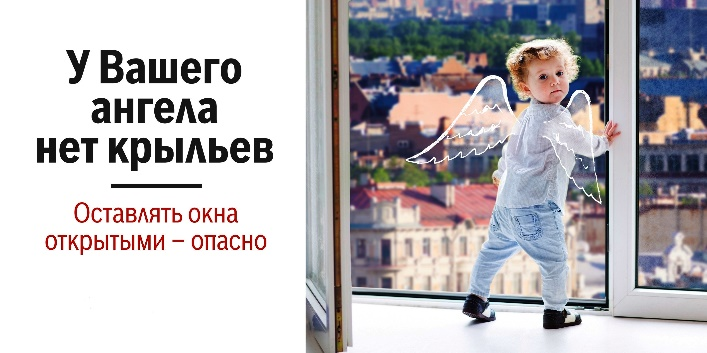 У Вашего
ангела
нет крыльев
Оставлять окна
открытыми – опасно